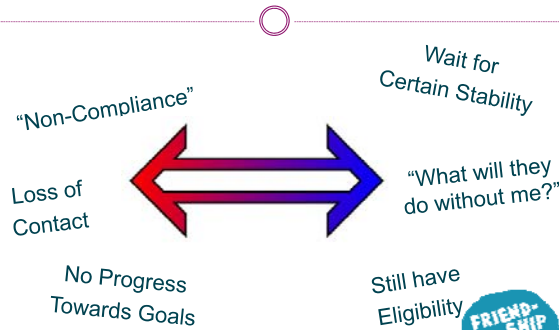 “Non-Compliance”
Wait for
Certain Stability
Loss of
Contact
“What will they
do without me?”
No Progress
Towards Goals
Still have
Eligibility
FRIEND-
SHIP